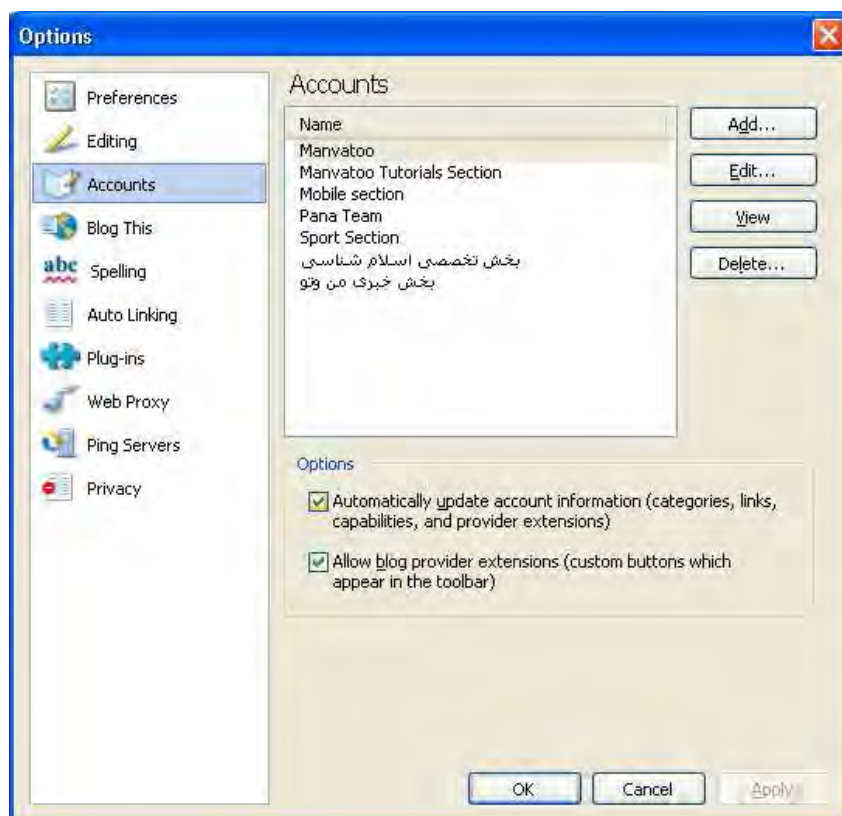 Options
Preferences
Editing
Accounts
Blog This
abc Spelling
Auto Linking
Plug-ins
Web Proxy
Ping Servers
Privacy
Accounts
Name
Manvatoo
Manvatoo Tutorials Section
Mobile section
Pana Team
Sport Section
بخش تخصصی اسلام شناسی
بخش خبری من وتو
Add...
Edit...
View
Delete...
Options
Automatically update account information (categories, links,
capabilities, and provider extensions)
Allow blog provider extensions (custom buttons which
appear in the toolbar)
OK
Cancel
Apply